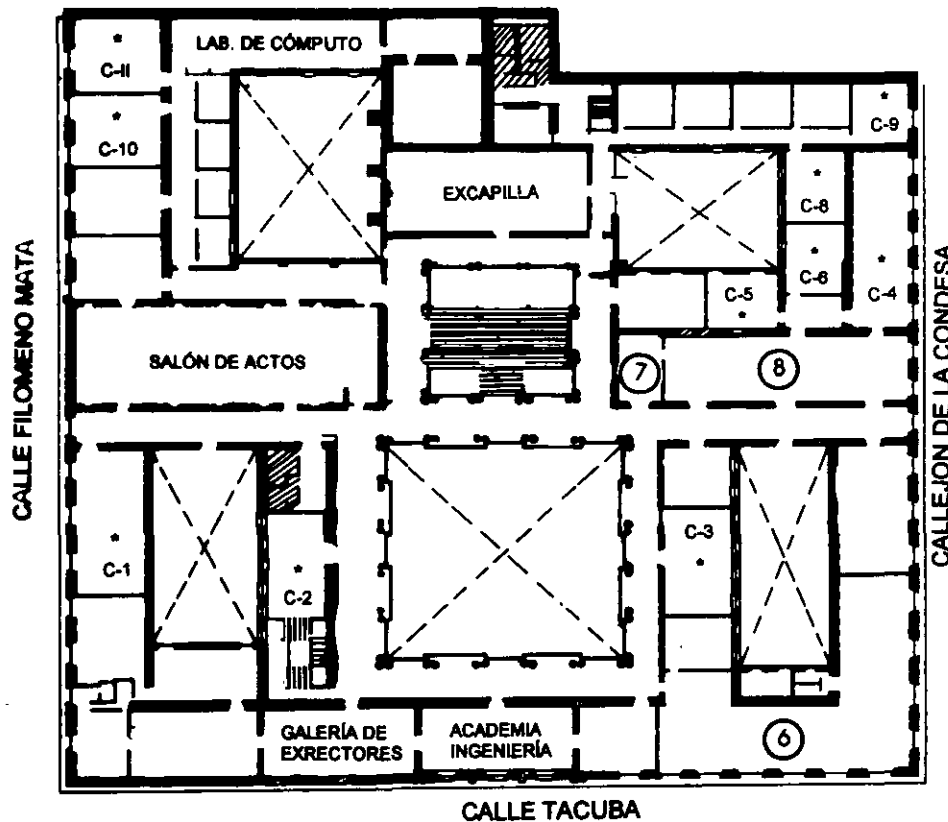 LAB. DE CÓMPUTO
*
C-II
*
C-10
*
C-9
EXCAPILLA
*
C-8
*
C-6
C-5
*
*
C-4
CALLE FILOMENO MATA
SALÓN DE ACTOS
7
8
CALLEJON DE LA CONDESA
*
C-1
*
C-2
C-3
*
GALERÍA DE
EXRECTORES
ACADEMIA
INGENIERÍA
6
CALLE TACUBA